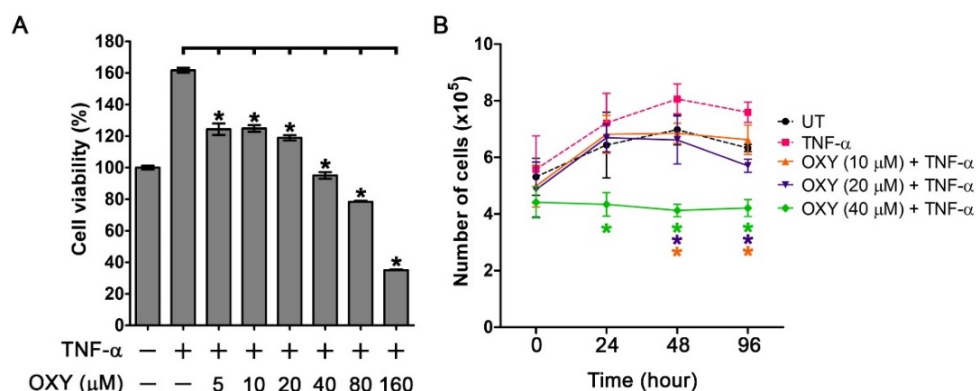 A
Cell viability (%)
180
160
140
120
100
80
60
40
20
0
* * * * * *
TNF-α − + + + + + + +
OXY (μM) − − 5 10 20 40 80 160
B
Number of cells (x10⁵)
10
8
6
4
2
0
* * *
* *
* *
0 24 48 96
Time (hour)
UT
TNF-α
OXY (10 μM) + TNF-α
OXY (20 μM) + TNF-α
OXY (40 μM) + TNF-α